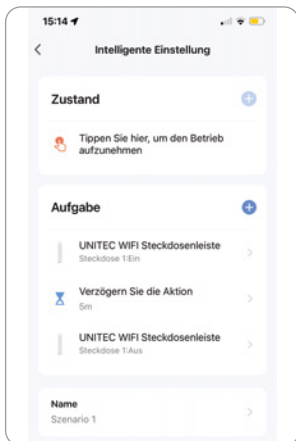 15:14
Intelligente Einstellung
Zustand
Tippen Sie hier, um den Betrieb
aufzunehmen
Aufgabe
UNITEC WIFI Steckdosenleiste
Steckdose 1:Ein
Verzögern Sie die Aktion
5m
UNITEC WIFI Steckdosenleiste
Steckdose 1:Aus
Name
Szenario 1